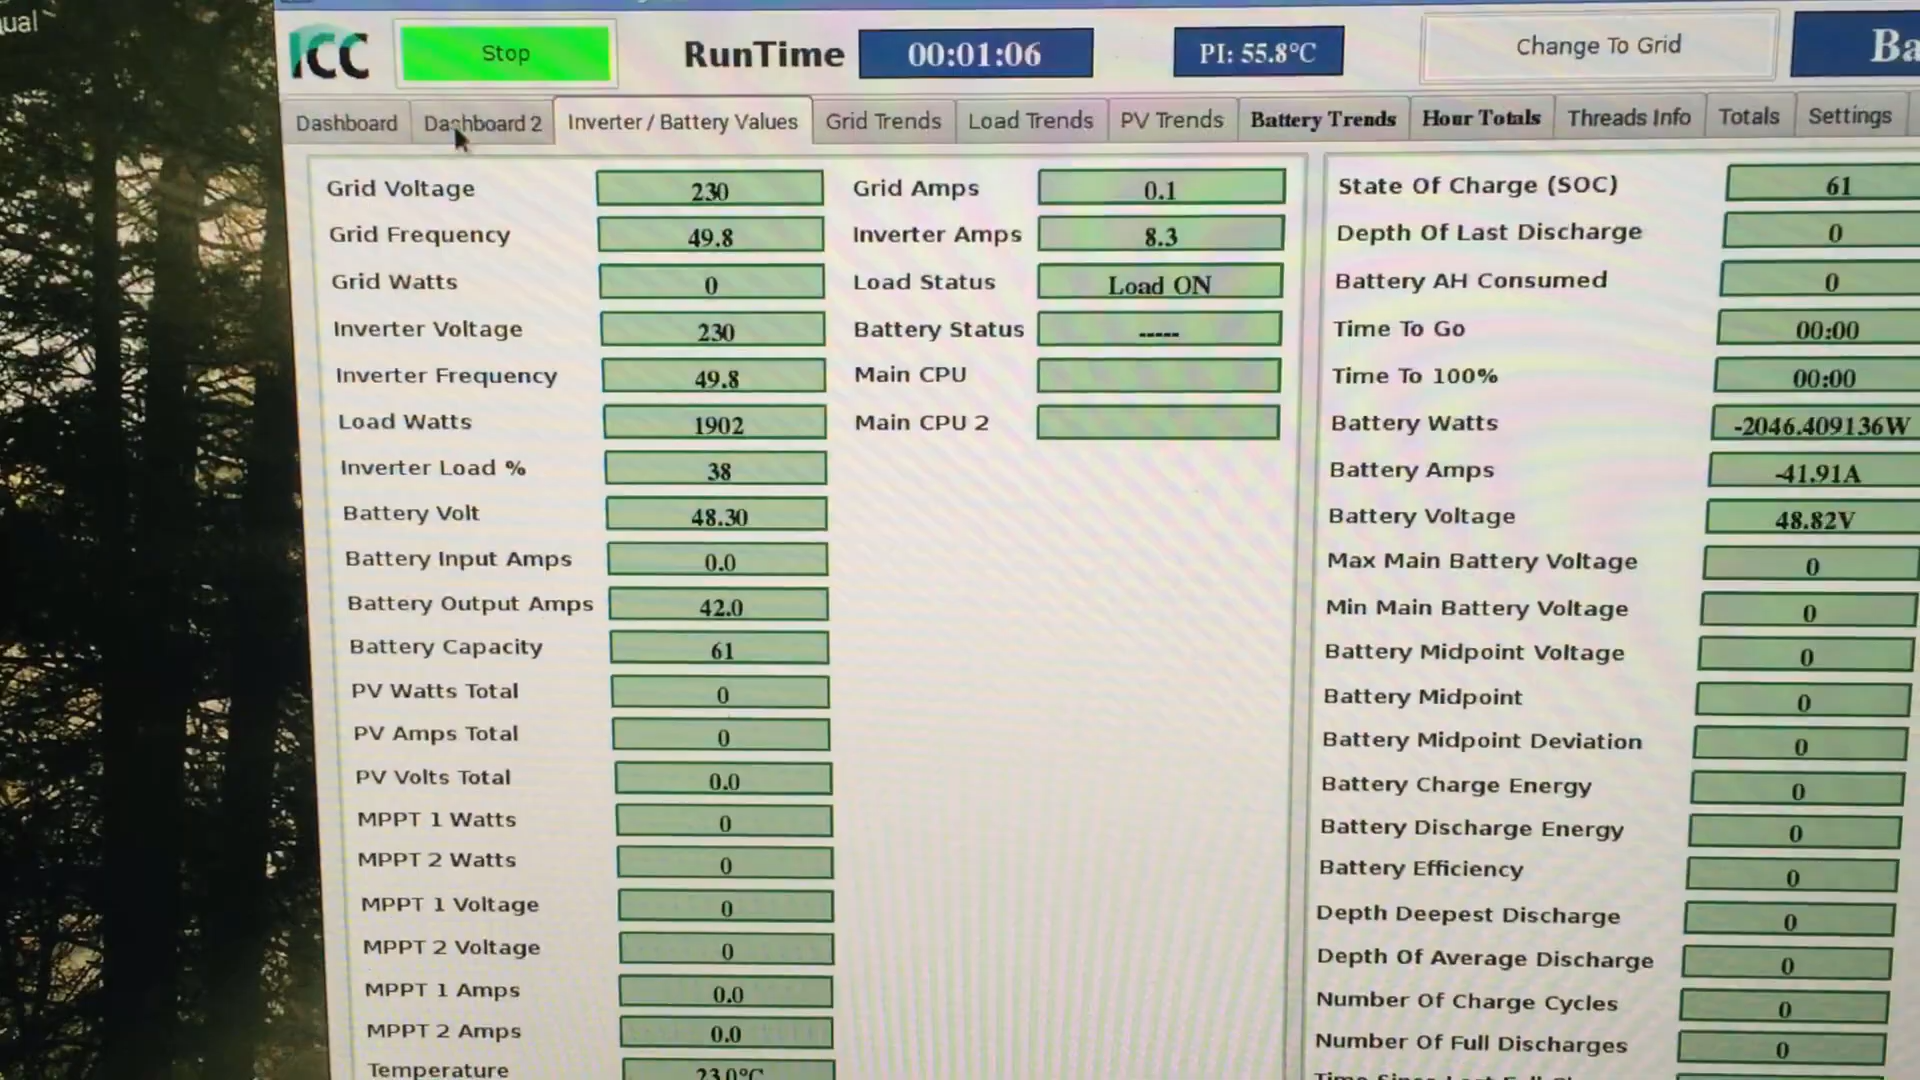 ual
ICC Stop RunTime 00:01:06 PI: 55.8°C Change To Grid Ba
Dashboard Dashboard 2 Inverter / Battery Values Grid Trends Load Trends PV Trends Battery Trends Hour Totals Threads Info Totals Settings
Grid Voltage 230 Grid Amps 0.1 State Of Charge (SOC) 61
Grid Frequency 49.8 Inverter Amps 8.3 Depth Of Last Discharge 0
Grid Watts 0 Load Status Load ON Battery AH Consumed 0
Inverter Voltage 230 Battery Status ----- Time To Go 00:00
Inverter Frequency 49.8 Main CPU Time To 100% 00:00
Load Watts 1902 Main CPU 2 Battery Watts -2046.409136W
Inverter Load % 38 Battery Amps -41.91A
Battery Volt 48.30 Battery Voltage 48.82V
Battery Input Amps 0.0 Max Main Battery Voltage 0
Battery Output Amps 42.0 Min Main Battery Voltage 0
Battery Capacity 61 Battery Midpoint Voltage 0
PV Watts Total 0 Battery Midpoint 0
PV Amps Total 0 Battery Midpoint Deviation 0
PV Volts Total 0.0 Battery Charge Energy 0
MPPT 1 Watts 0 Battery Discharge Energy 0
MPPT 2 Watts 0 Battery Efficiency 0
MPPT 1 Voltage 0 Depth Deepest Discharge 0
MPPT 2 Voltage 0 Depth Of Average Discharge 0
MPPT 1 Amps 0.0 Number Of Charge Cycles 0
MPPT 2 Amps 0.0 Number Of Full Discharges 0
Temperature 23.0°C